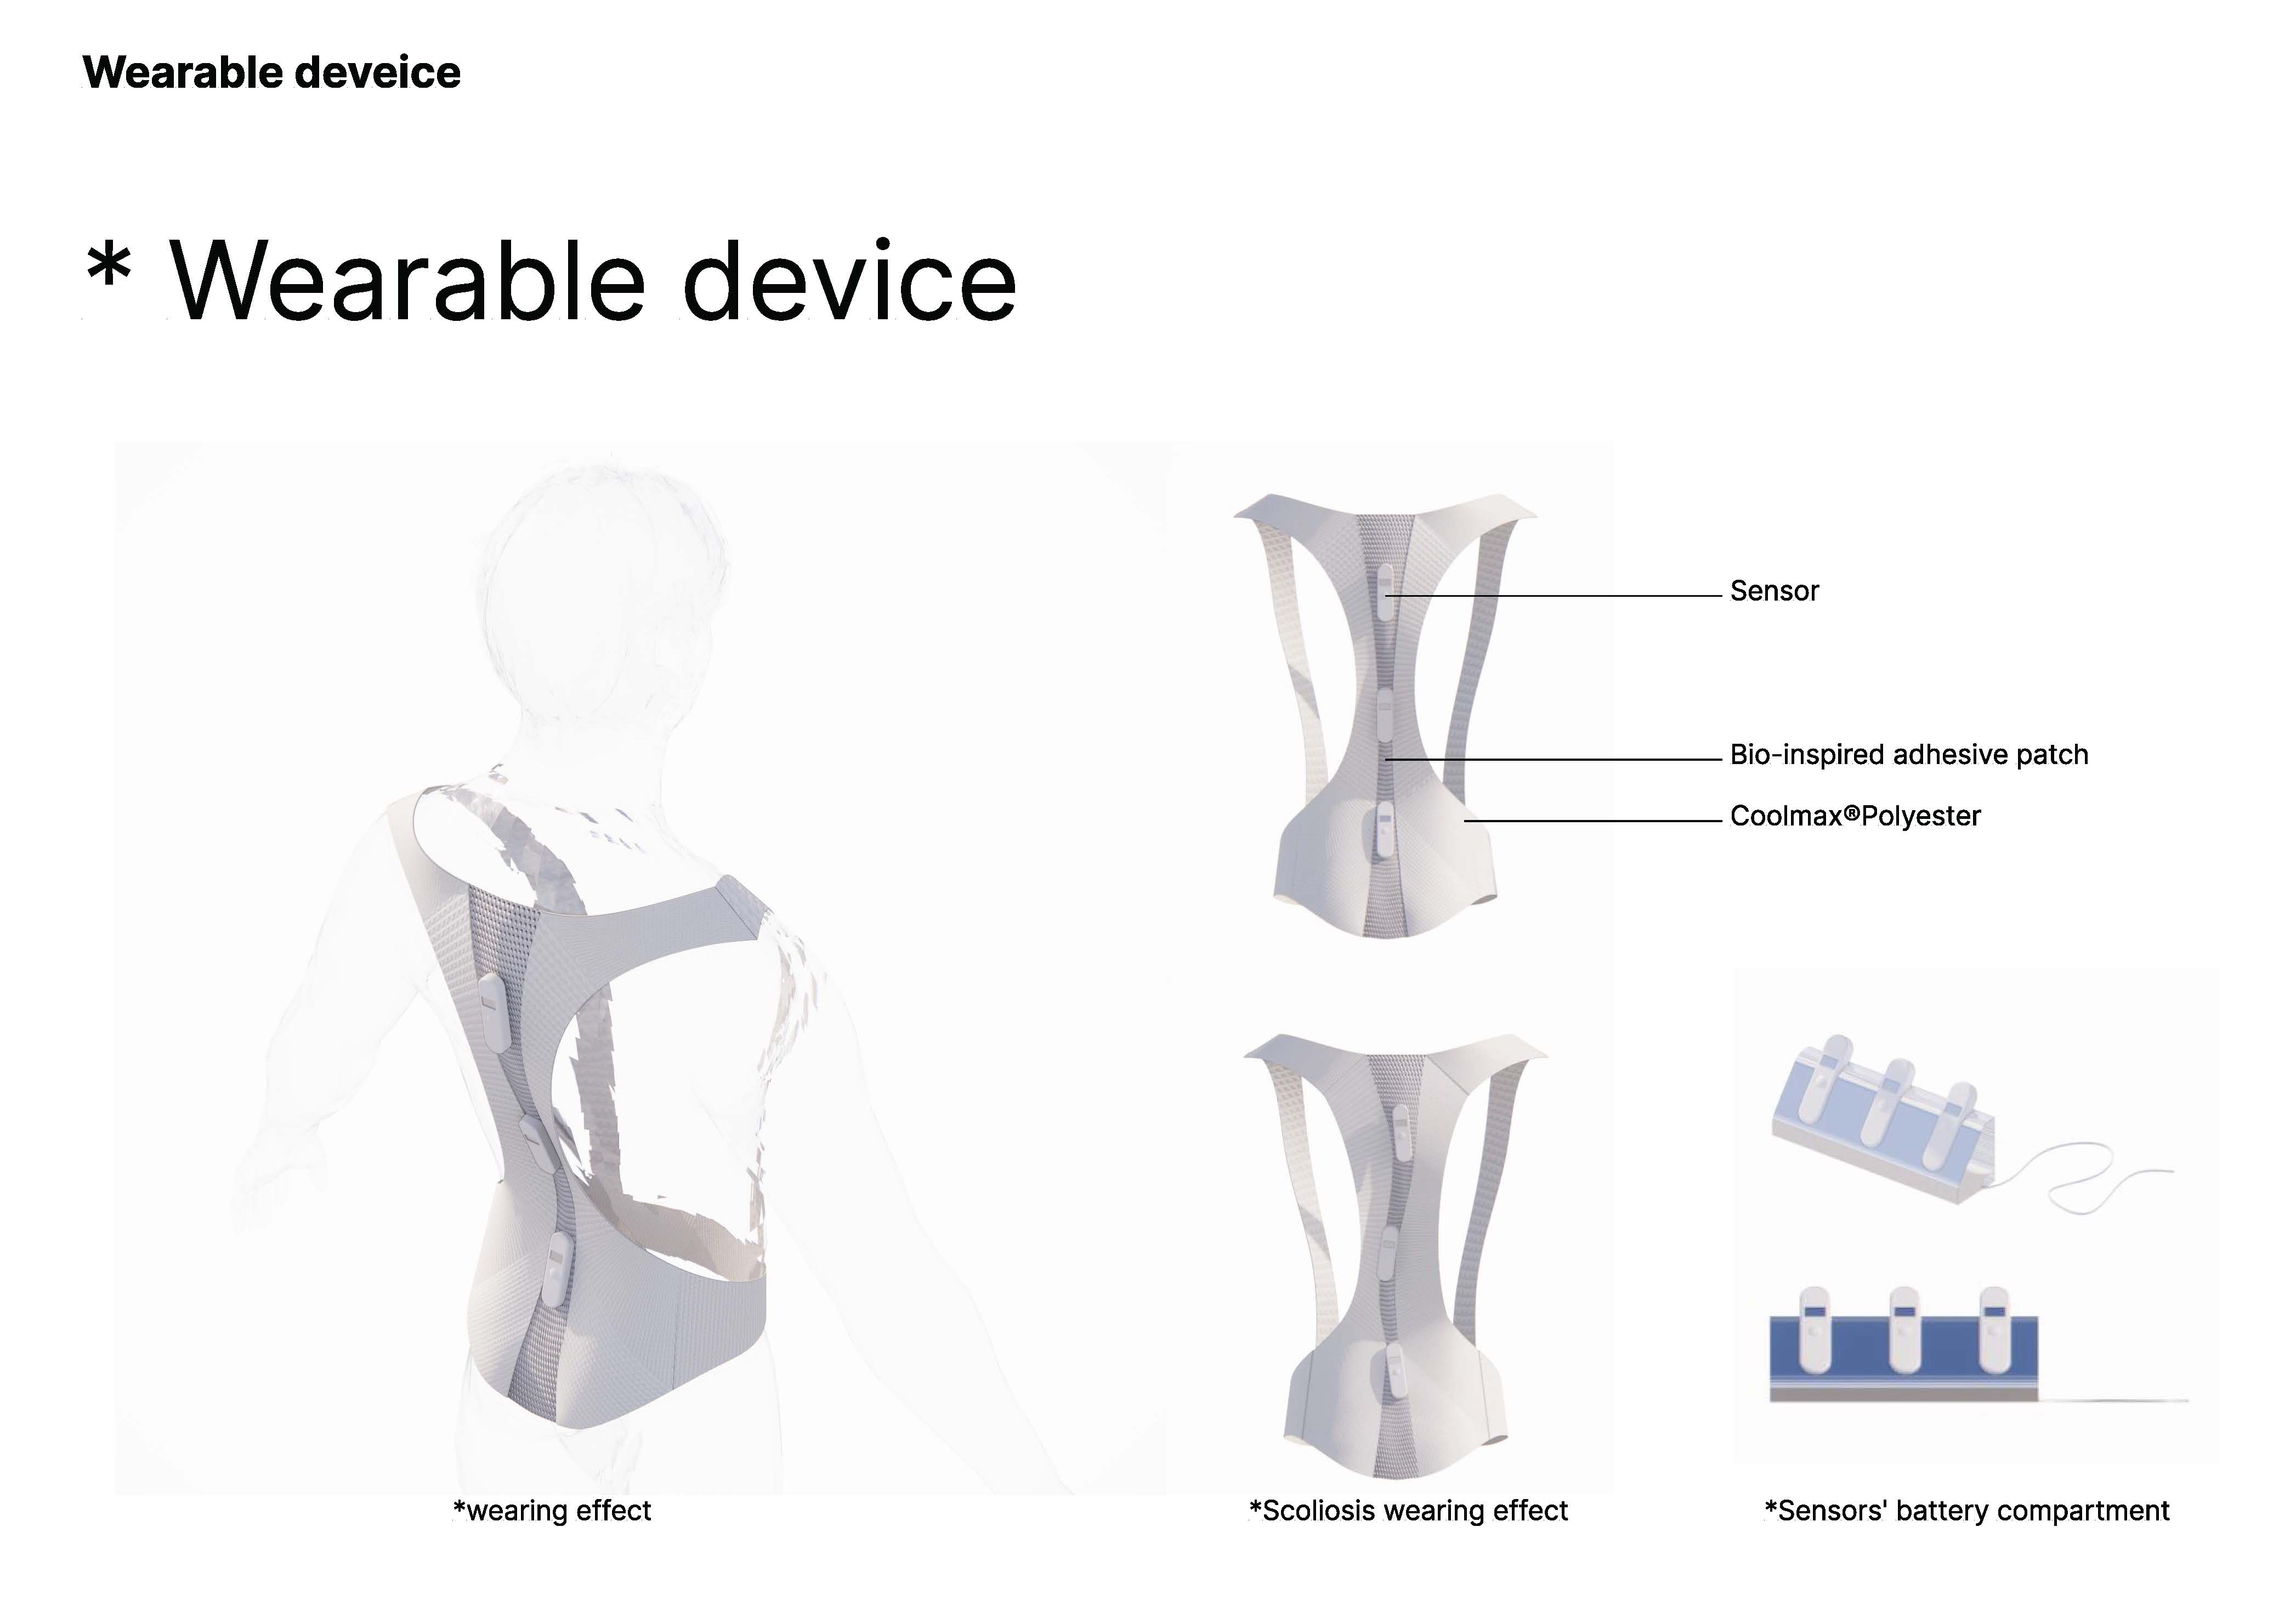 Wearable deveice
* Wearable device
Sensor
Bio-inspired adhesive patch
Coolmax®Polyester
*wearing effect
*Scoliosis wearing effect
*Sensors' battery compartment